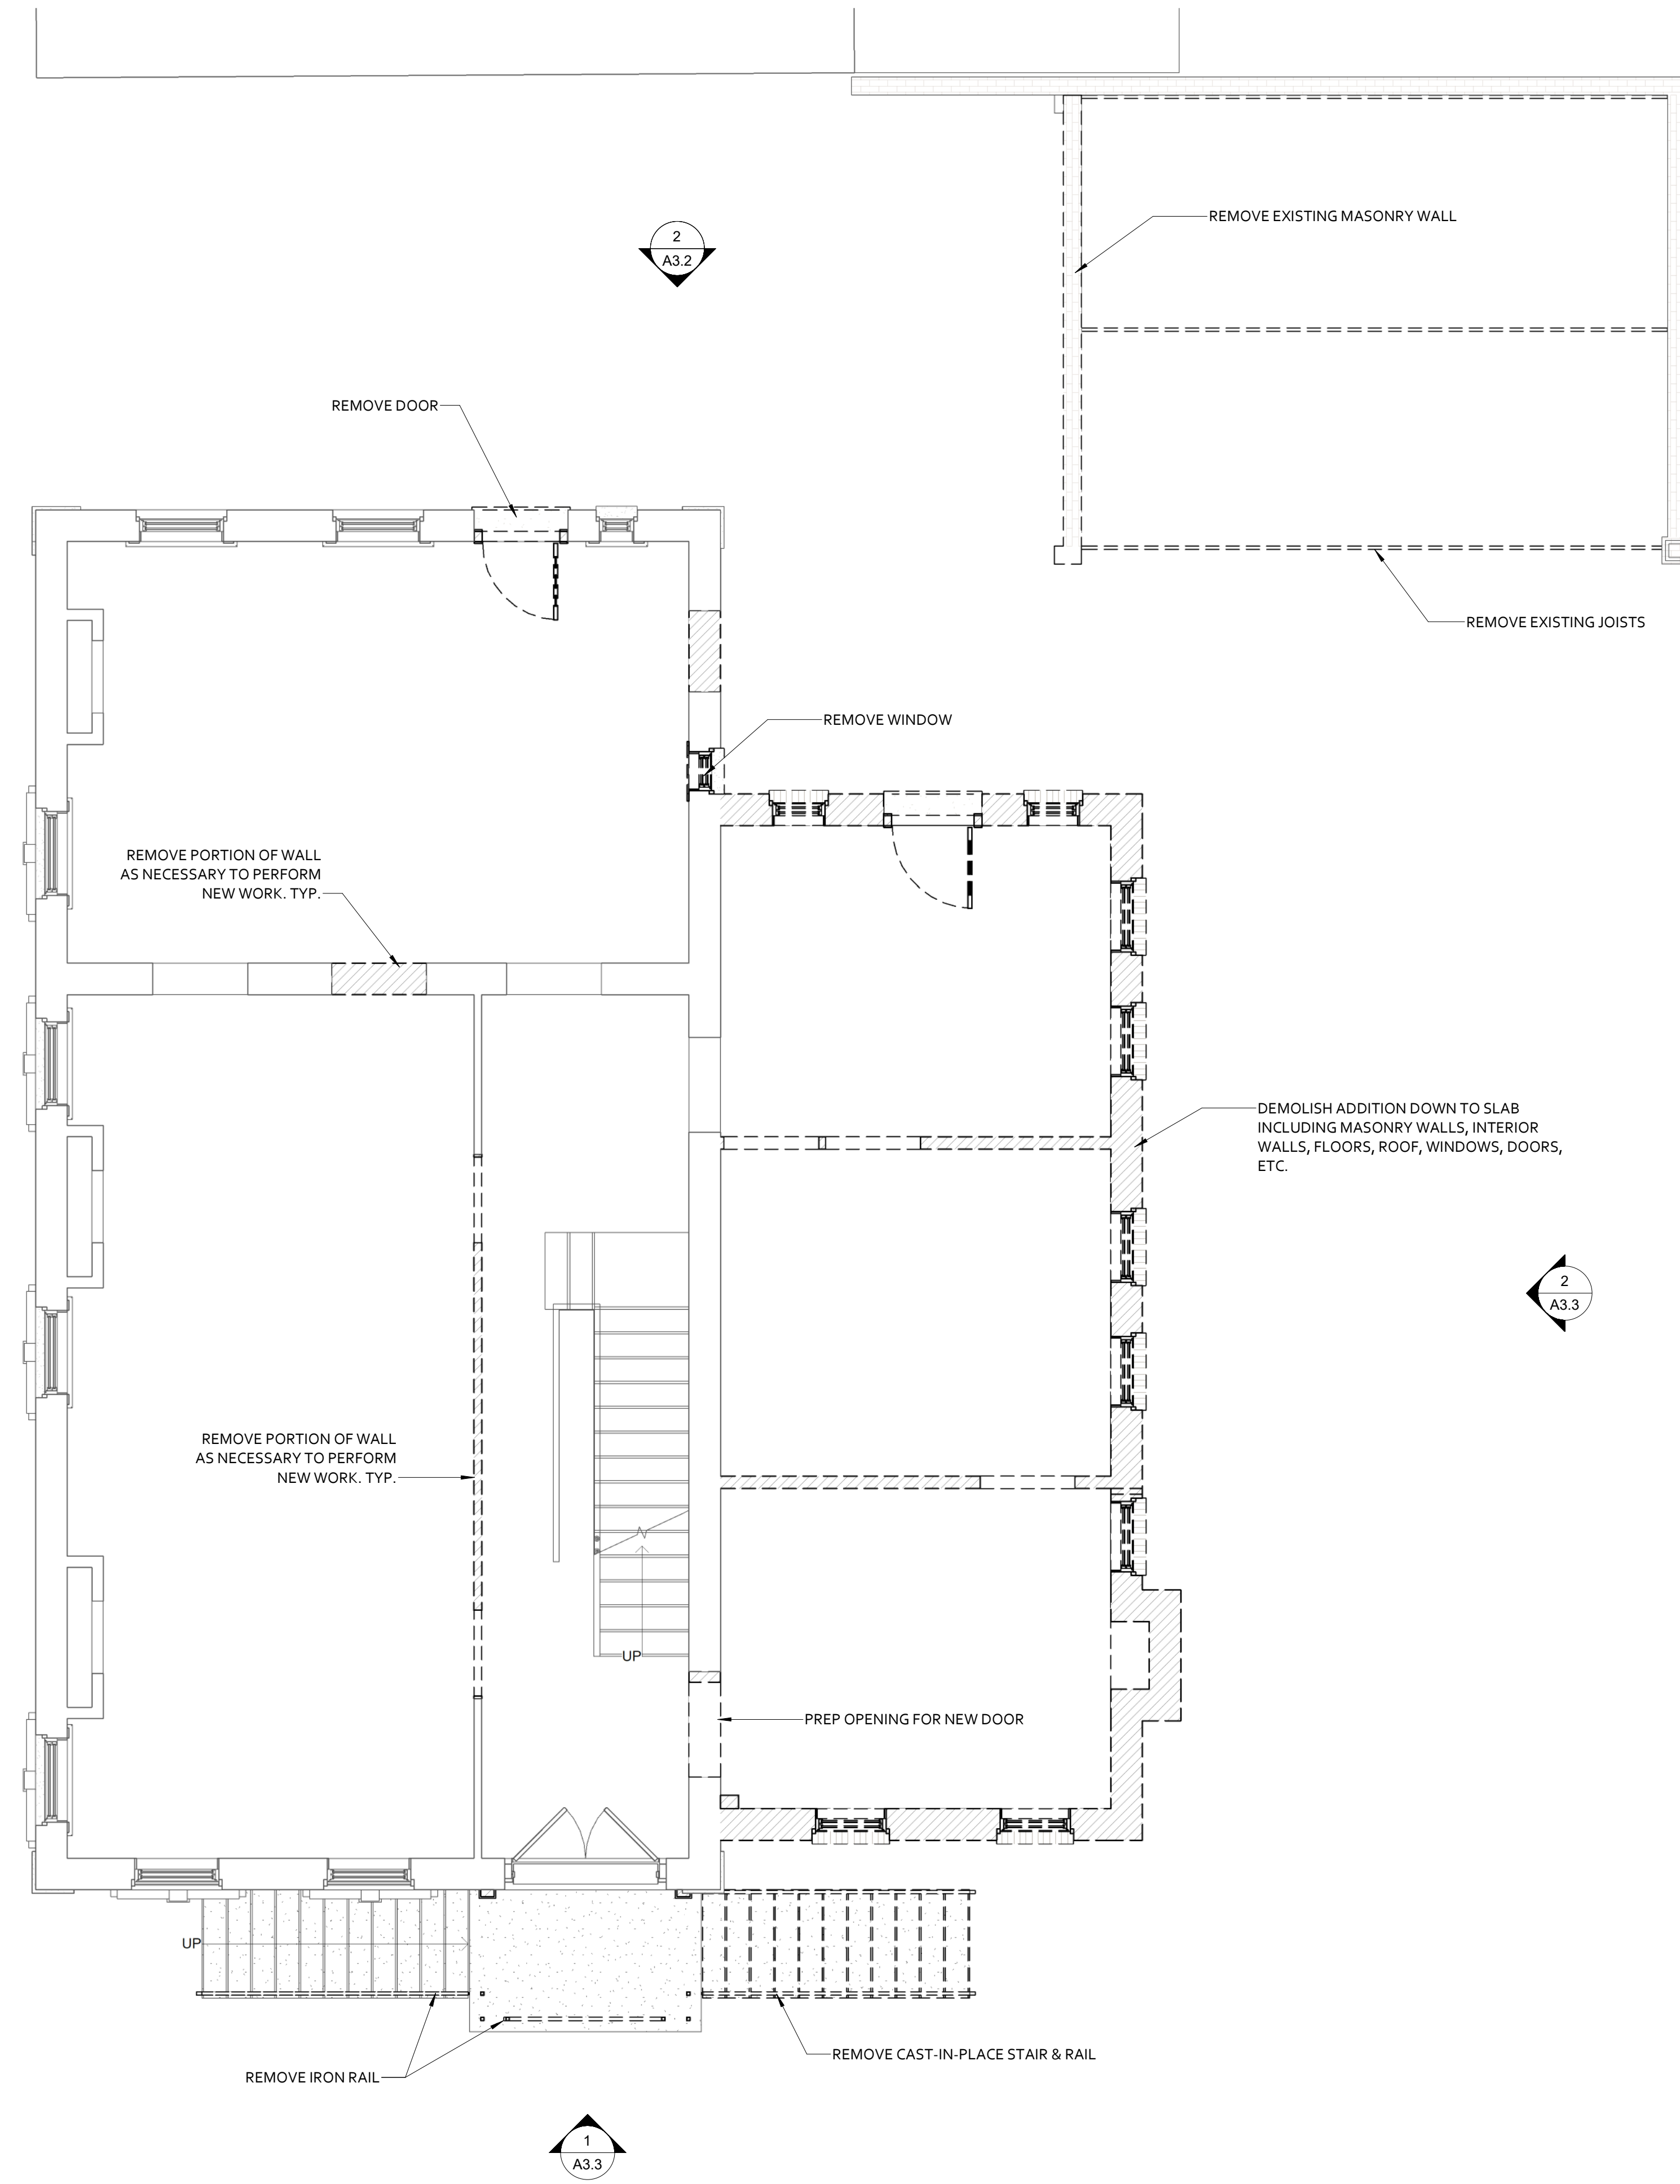 REMOVE EXISTING MASONRY WALL
2
A3.2
REMOVE DOOR
REMOVE EXISTING JOISTS
REMOVE WINDOW
REMOVE PORTION OF WALL
AS NECESSARY TO PERFORM
NEW WORK. TYP.
DEMOLISH ADDITION DOWN TO SLAB
INCLUDING MASONRY WALLS, INTERIOR
WALLS, FLOORS, ROOF, WINDOWS, DOORS,
ETC.
2
A3.3
REMOVE PORTION OF WALL
AS NECESSARY TO PERFORM
NEW WORK. TYP.
UP
PREP OPENING FOR NEW DOOR
UP
REMOVE CAST-IN-PLACE STAIR & RAIL
REMOVE IRON RAIL
1
A3.3